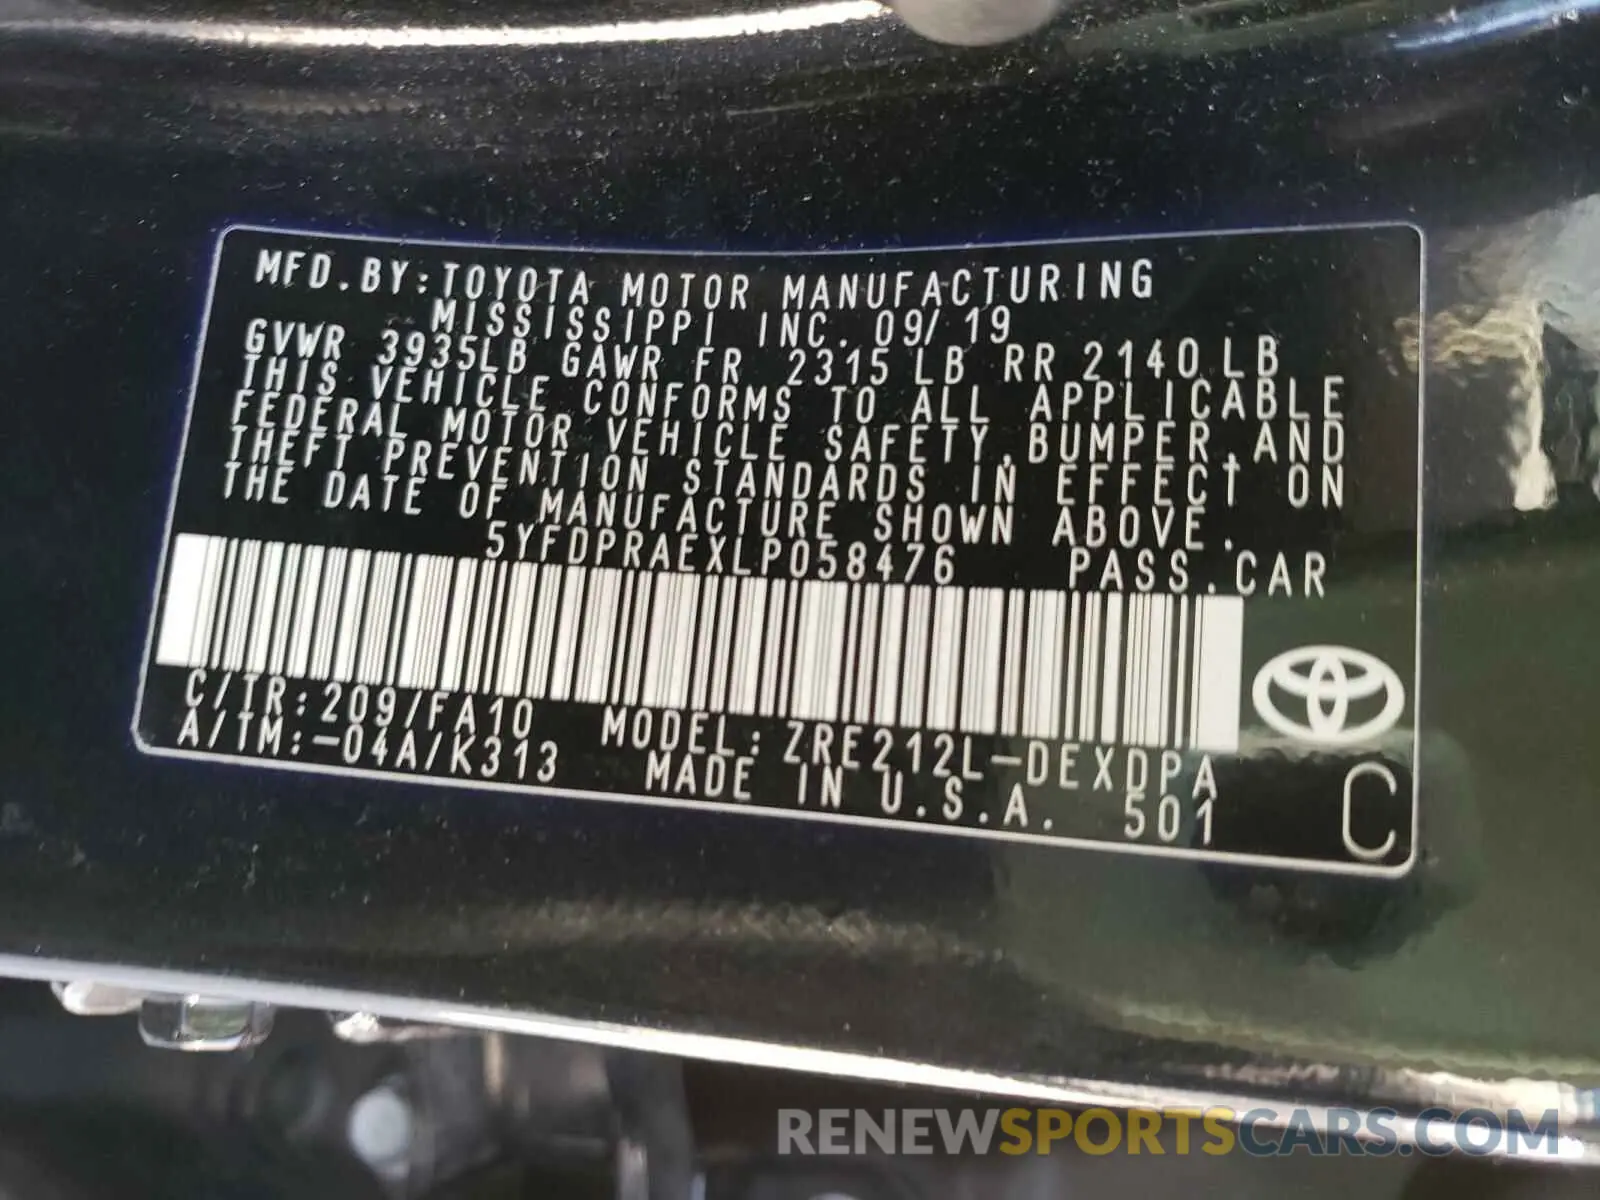 MFD.BY:TOYOTA MOTOR MANUFACTURING
MISSISSIPPI INC. 09/19
GVWR 3935LB GAWR FR 2315LB RR 2140LB
THIS VEHICLE CONFORMS TO ALL APPLICABLE
FEDERAL MOTOR VEHICLE SAFETY,BUMPER,AND
THEFT PREVENTION STANDARDS IN EFFECT ON
THE DATE OF MANUFACTURE SHOWN ABOVE.
5YFDPRAEXLP058476 PASS.CAR
C/TR:209/FA10 MODEL:ZRE212L-DEXDPA
A/TM:-04A/K313 MADE IN U.S.A. 501
C
RENEWSPORTSCARS.COM